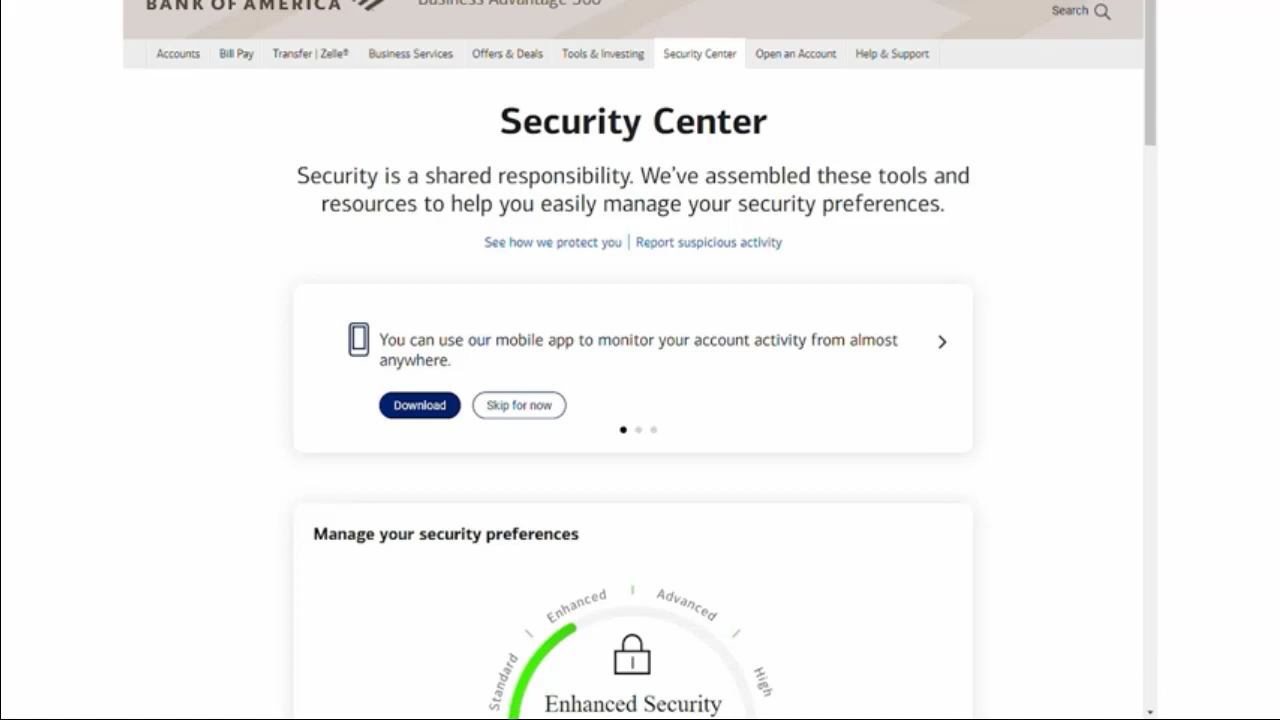 BANK OF AMERICA
Business Advantage 360
Search
Accounts Bill Pay Transfer | Zelle® Business Services Offers & Deals Tools & Investing Security Center Open an Account Help & Support
Security Center
Security is a shared responsibility. We've assembled these tools and
resources to help you easily manage your security preferences.
See how we protect you | Report suspicious activity
You can use our mobile app to monitor your account activity from almost
anywhere.
Download Skip for now
Manage your security preferences
Standard Enhanced Advanced High
Enhanced Security